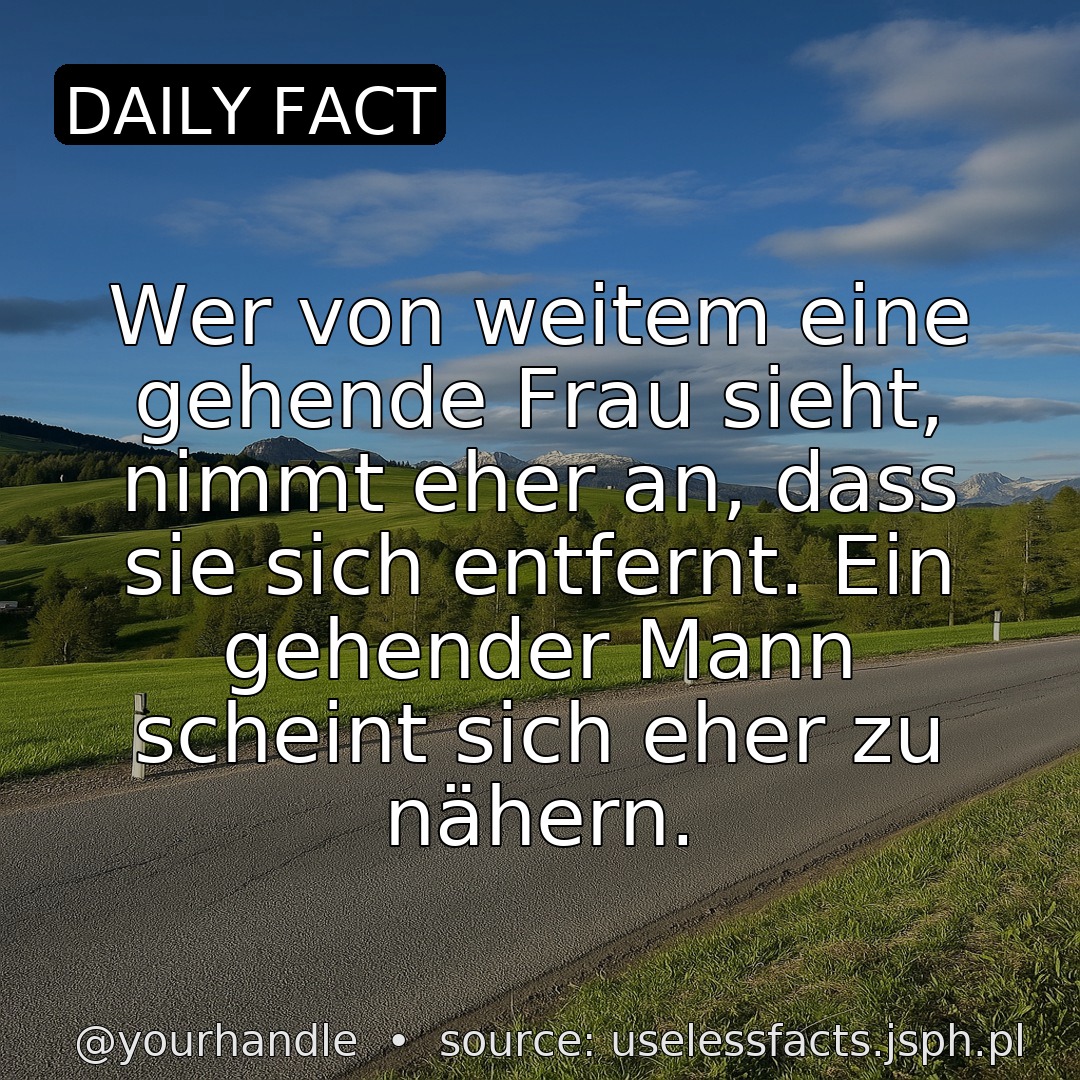 DAILY FACT
Wer von weitem eine
gehende Frau sieht,
nimmt eher an, dass
sie sich entfernt. Ein
gehender Mann
scheint sich eher zu
nähern.
@yourhandle • source: uselessfacts.jsph.pl